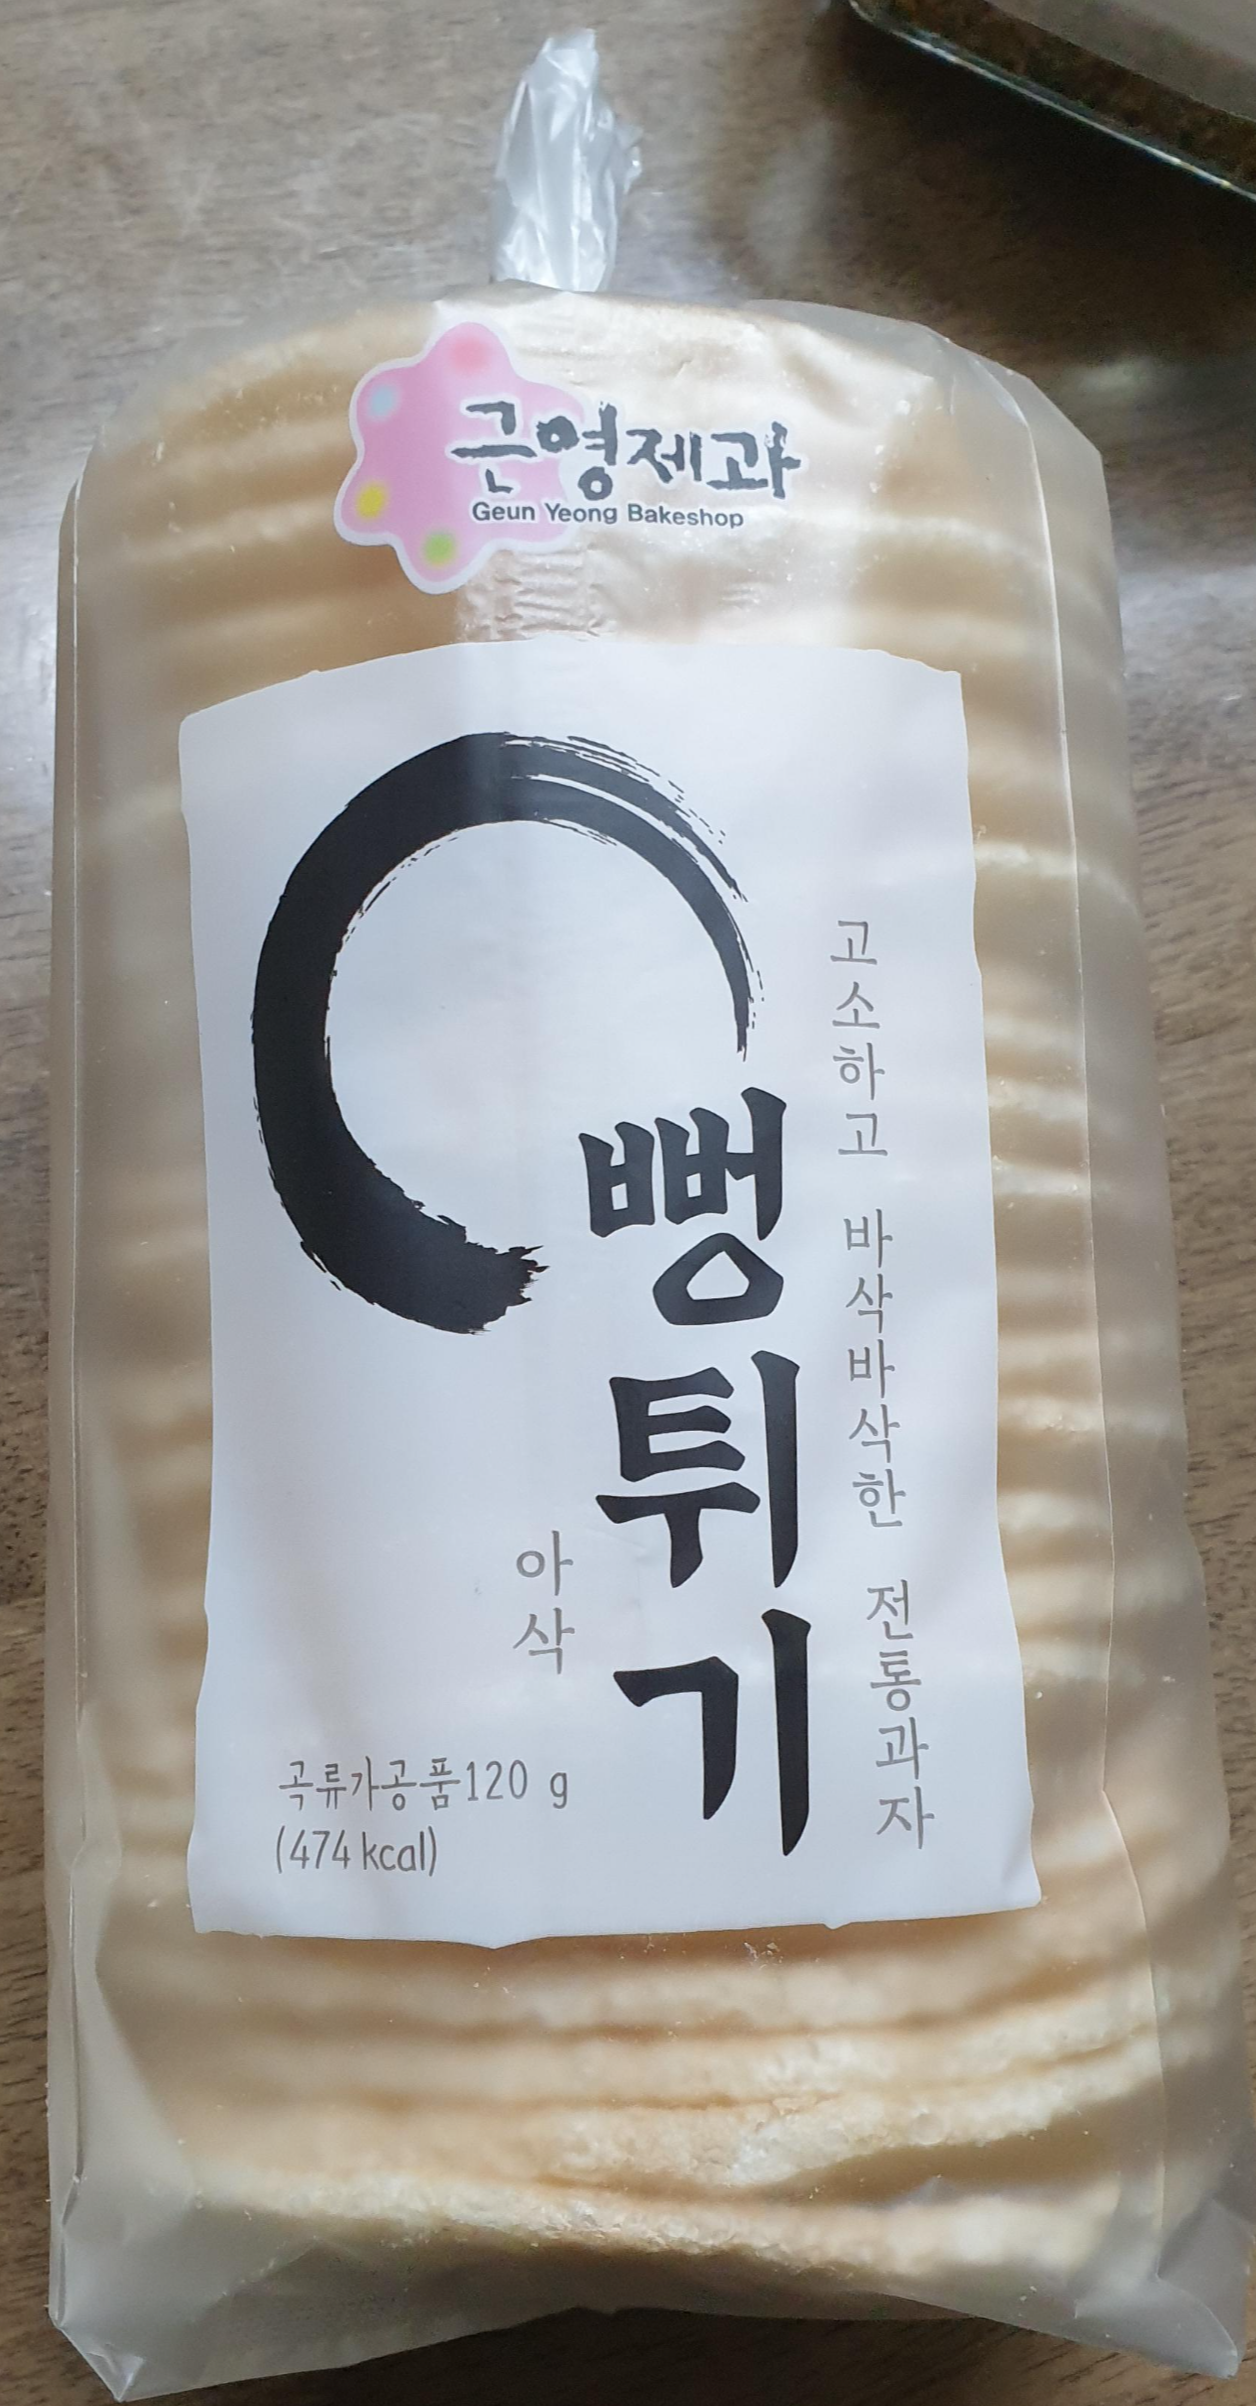 근영제과
Geun Yeong Bakeshop
고소하고 바삭바삭한 전통과자
뻥튀기
아삭
곡류가공품120 g
(474 kcal)